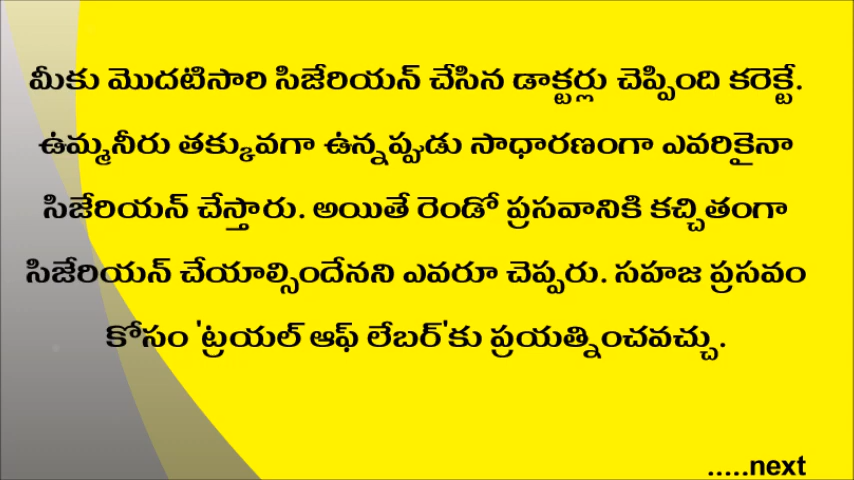 మీకు మొదటిసారి సిజేరియన్ చేసిన డాక్టర్లు చెప్పింది కరెక్టే.
ఉమ్మనీరు తక్కువగా ఉన్నప్పుడు సాధారణంగా ఎవరికైనా
సిజేరియన్ చేస్తారు. అయితే రెండో ప్రసవానికి కచ్చితంగా
సిజేరియన్ చేయాల్సిందేనని ఎవరూ చెప్పరు. సహజ ప్రసవం
కోసం 'ట్రయల్ ఆఫ్ లేబర్'కు ప్రయత్నించవచ్చు.
.....next